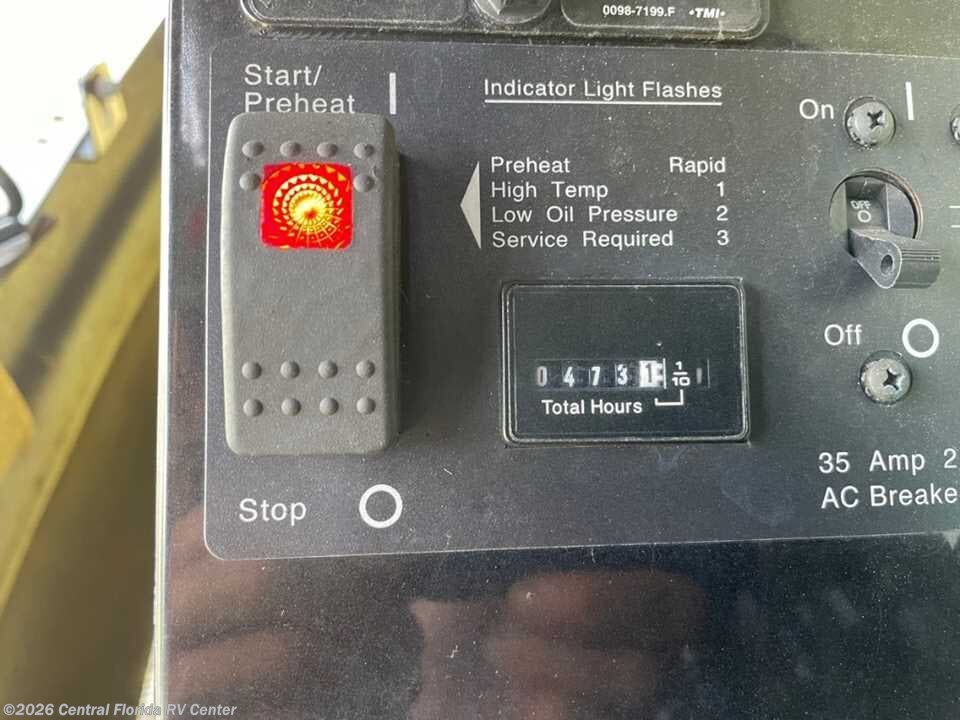 0098-7199.F •TMI•
Start/
Preheat
Indicator Light Flashes
Preheat Rapid
High Temp 1
Low Oil Pressure 2
Service Required 3
On
OFF
Off
0 4 7 3 1 1/10
Total Hours
35 Amp 2
AC Breake
Stop
©2026 Central Florida RV Center